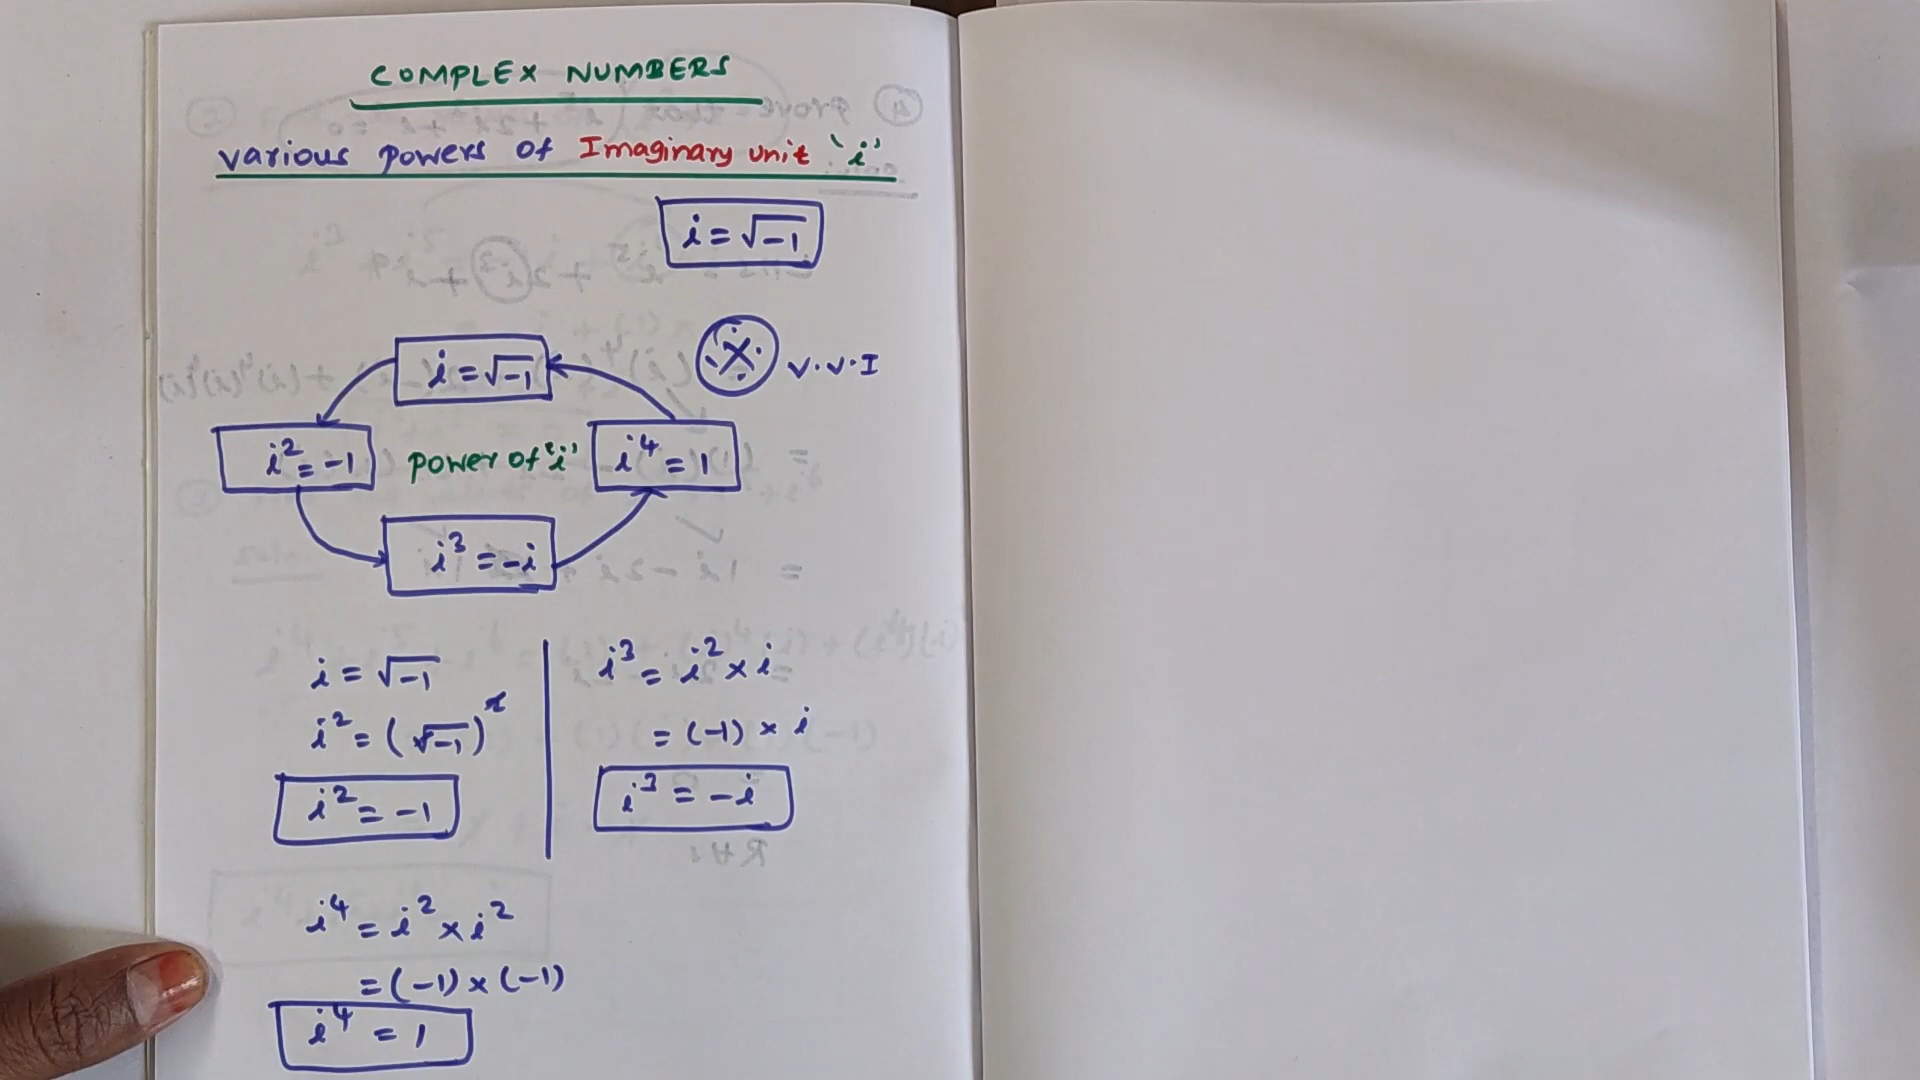 COMPLEX NUMBERS
various powers of Imaginary unit 'i'
i = √-1
i = √-1
V.V.I
i² = -1
power of 'i'
i⁴ = 1
i³ = -i
i = √-1
i² = (√-1)²
i² = -1
i³ = i² × i
= (-1) × i
i³ = -i
i⁴ = i² × i²
= (-1) × (-1)
i⁴ = 1